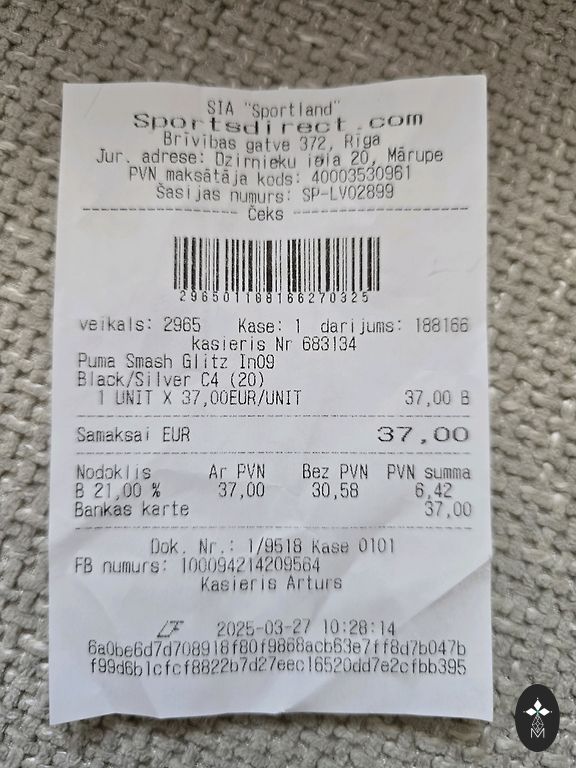 SIA "Sportland"
Sportsdirect.com
Brīvības gatve 372, Rīga
Jur. adrese: Dzirnieku iela 20, Mārupe
PVN maksātāja kods: 40003530961
Šasijas numurs: SP-LV02899
Čeks
296501188166270325
veikals: 2965 Kase: 1 darījums: 188166
kasieris Nr 683134
Puma Smash Glitz In09
Black/Silver C4 (20)
1 UNIT X 37,00EUR/UNIT 37,00 B
Samaksai EUR 37,00
Nodoklis Ar PVN Bez PVN PVN summa
B 21,00 % 37,00 30,58 6,42
Bankas karte 37,00
Dok. Nr.: 1/9518 Kase 0101
FB numurs: 100094214209564
Kasieris Arturs
LF 2025-03-27 10:28:14
6a0be6d7d708918f80f9868acb63e7ff8d7b047b
f99d6b1cfcf8822b7d27eec16520dd7e2cfbb395
M